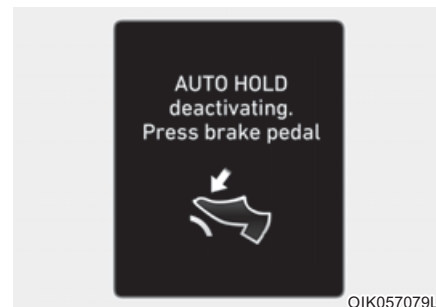 AUTO HOLD
deactivating.
Press brake pedal
OIK057079L